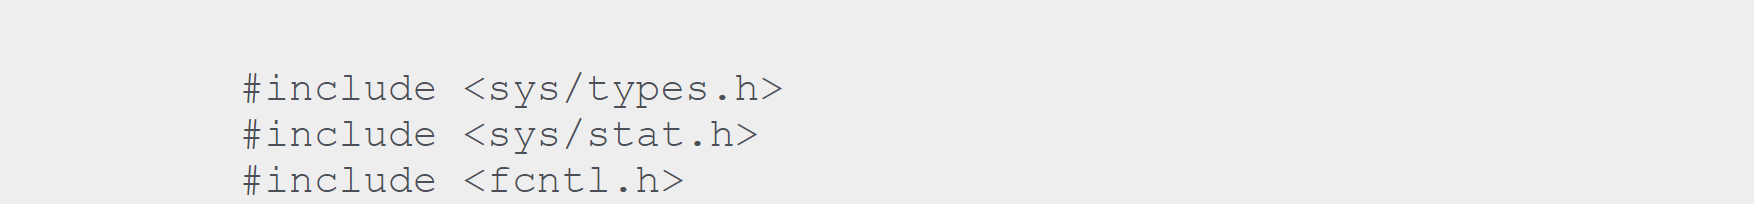 #include <sys/types.h>
#include <sys/stat.h>
#include <fcntl.h>